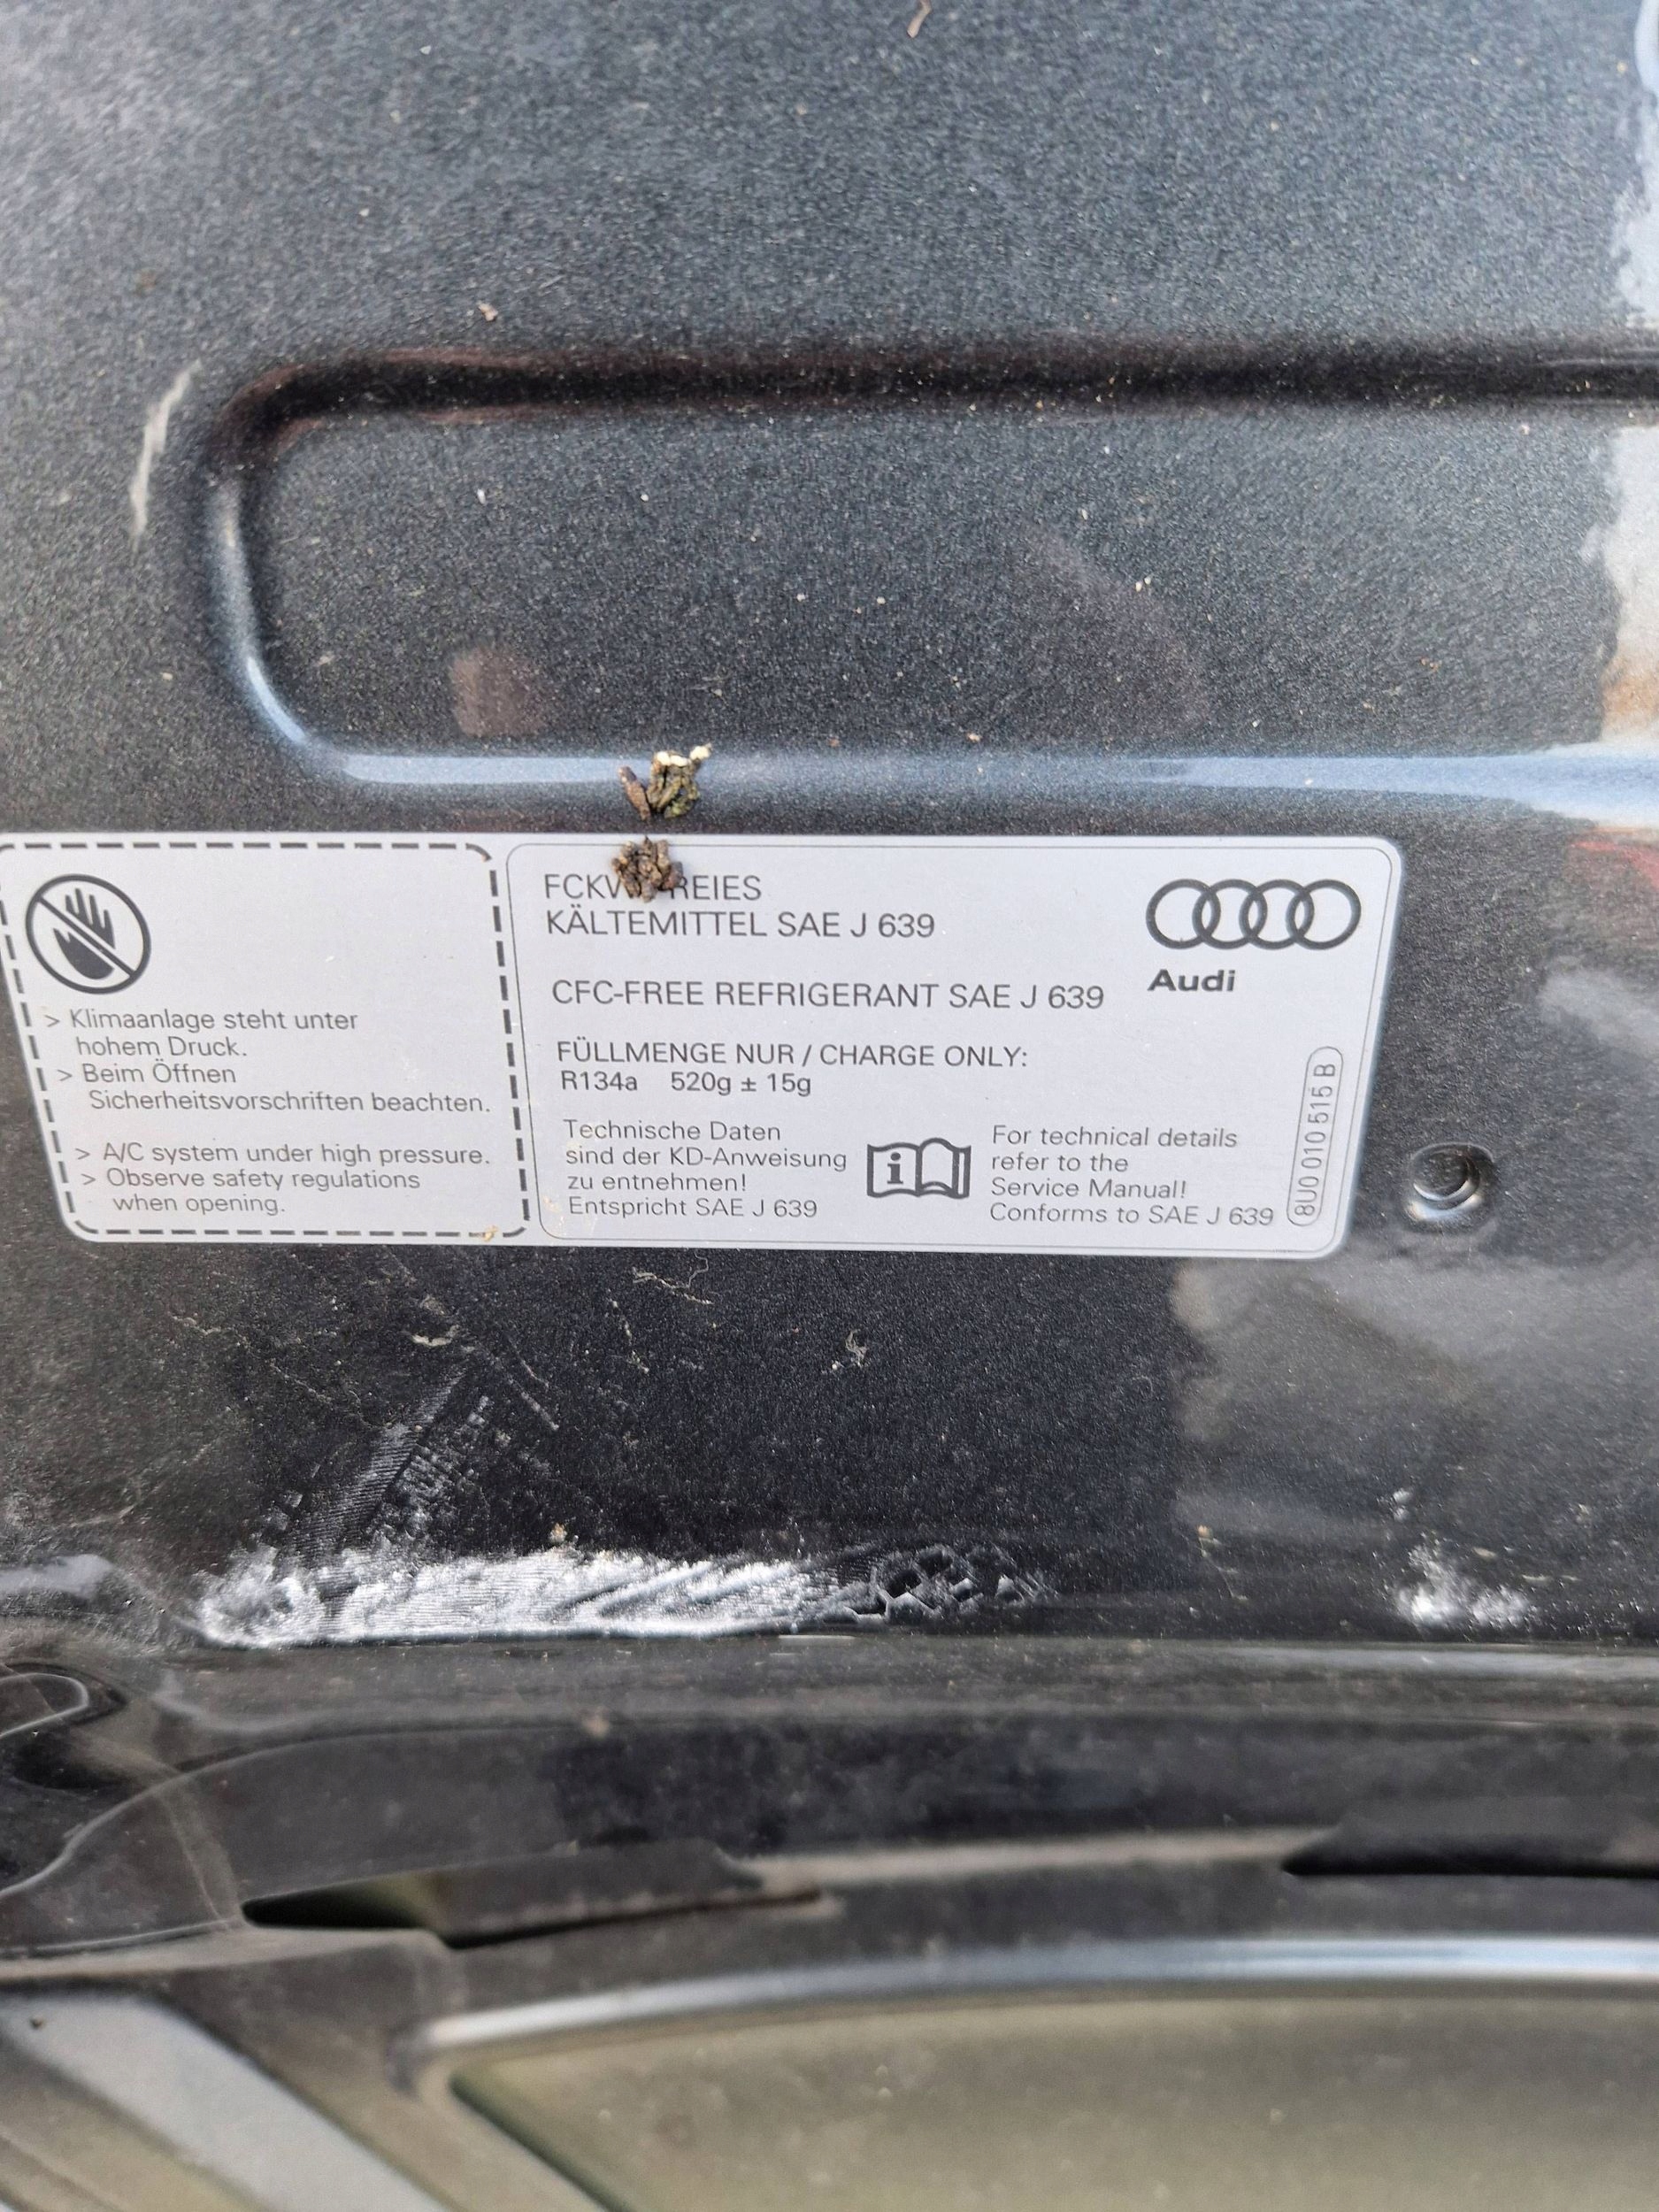 > Klimaanlage steht unter
hohem Druck.
> Beim Öffnen
Sicherheitsvorschriften beachten.
> A/C system under high pressure.
> Observe safety regulations
when opening.
KÄLTEMITTEL SAE J 639
CFC-FREE REFRIGERANT SAE J 639
FÜLLMENGE NUR / CHARGE ONLY:
R134a 520g ± 15g
Technische Daten
sind der KD-Anweisung
zu entnehmen!
Entspricht SAE J 639
For technical details
refer to the
Service Manual!
Conforms to SAE J 639
Audi
8U0 010 515 B